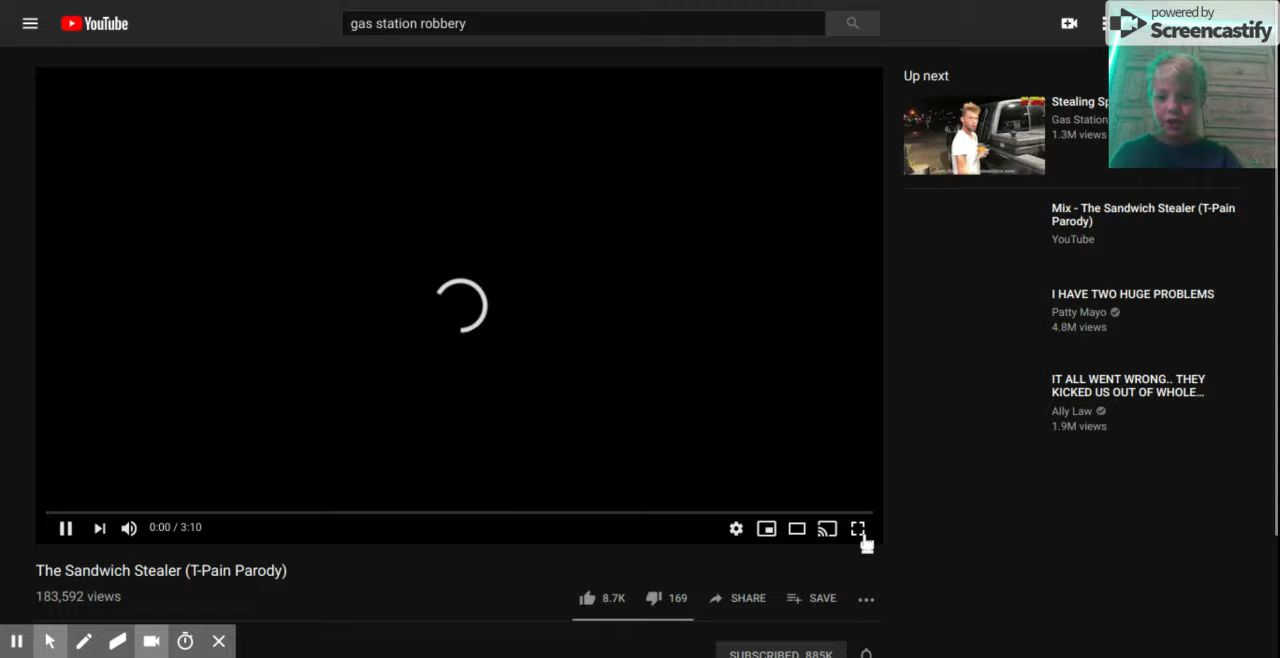 YouTube
gas station robbery
powered by
Screencastify
Up next
Stealing Sp
Gas Station
1.3M views
Mix - The Sandwich Stealer (T-Pain
Parody)
YouTube
I HAVE TWO HUGE PROBLEMS
Patty Mayo
4.8M views
IT ALL WENT WRONG.. THEY
KICKED US OUT OF WHOLE...
Ally Law
1.9M views
0:00 / 3:10
The Sandwich Stealer (T-Pain Parody)
183,592 views
8.7K 169 SHARE SAVE
SUBSCRIBED 885K